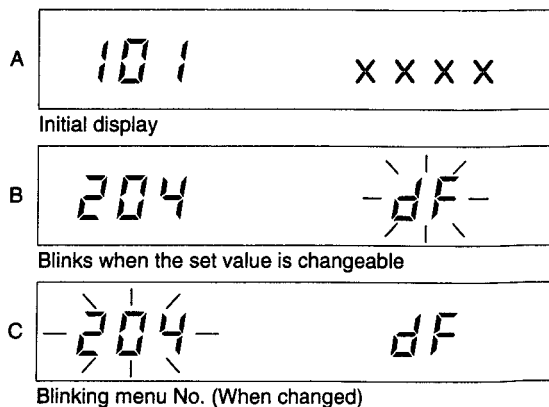 A 101 X X X X
Initial display
B 204 dF
Blinks when the set value is changeable
C 204 dF
Blinking menu No. (When changed)